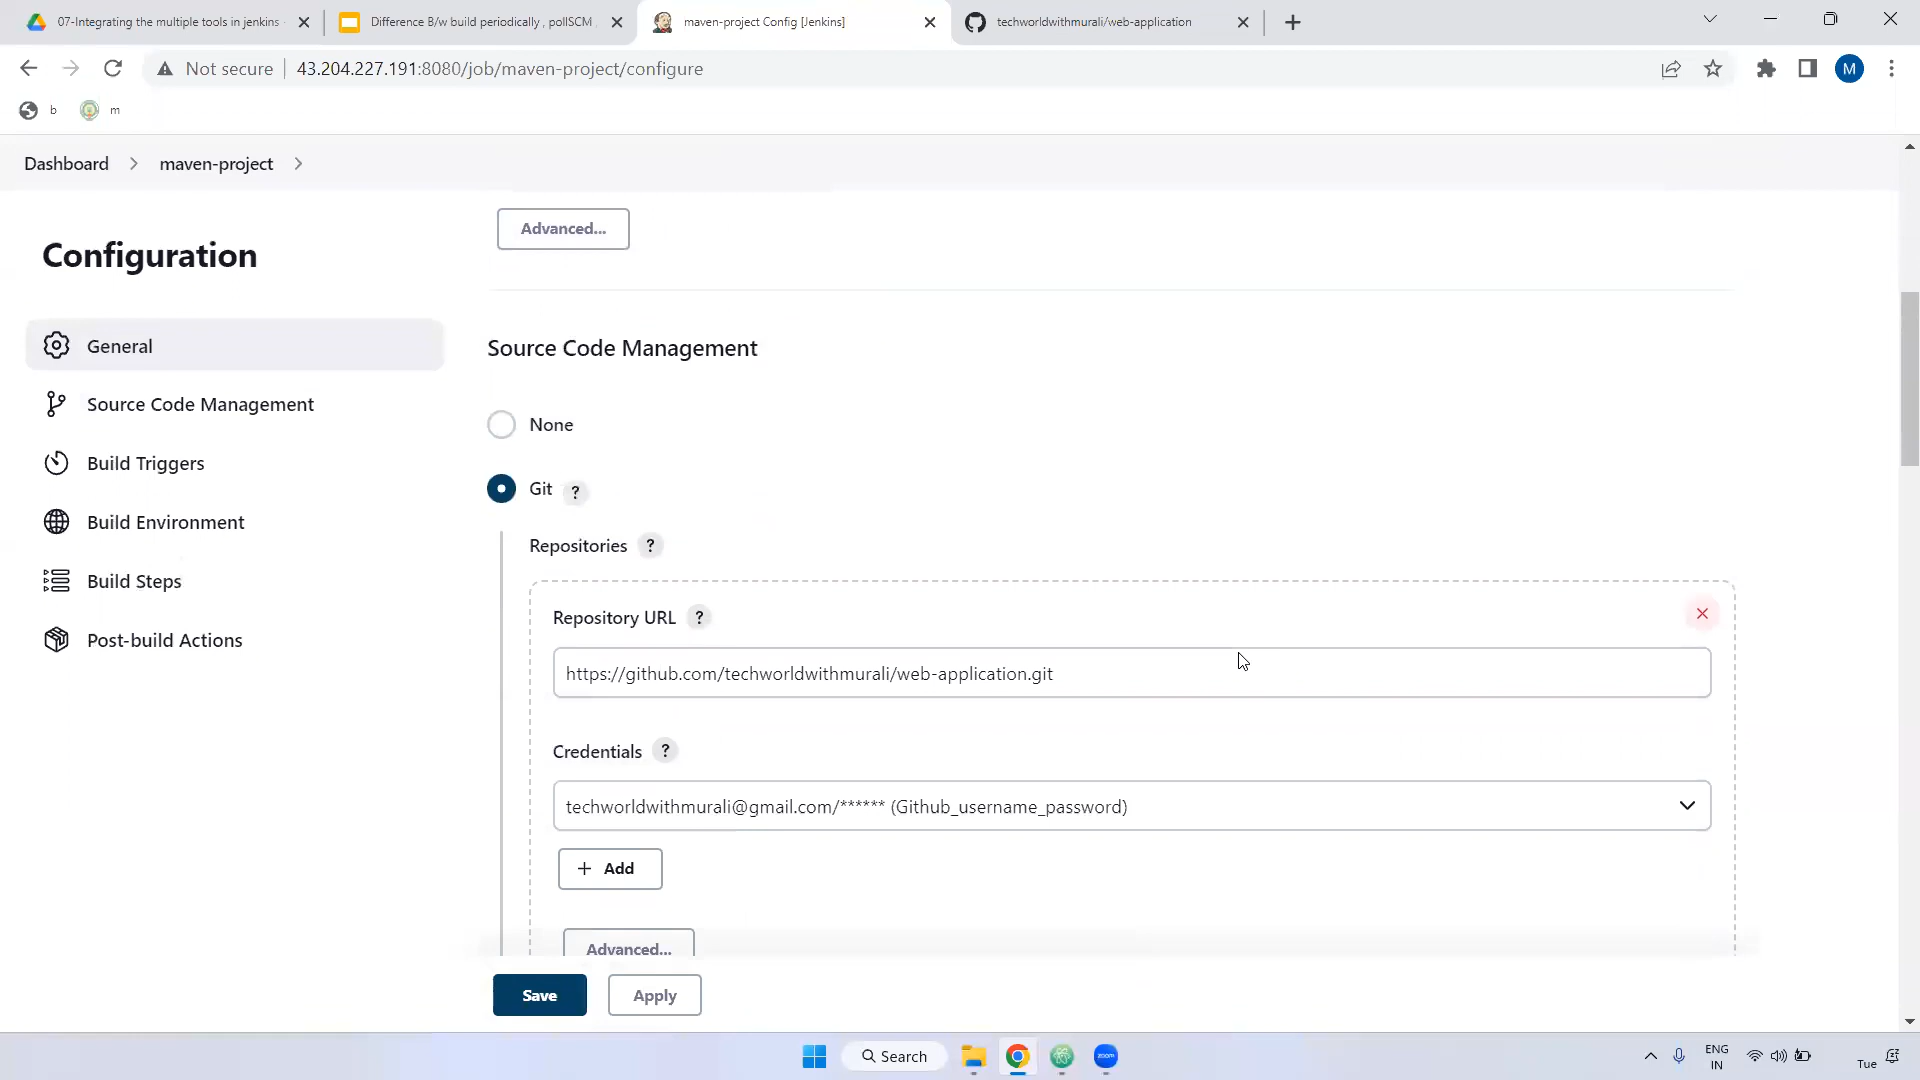 07-Integrating the multiple tools in jenkins
Difference B/w build periodically , pollSCM
maven-project Config [Jenkins]
techworldwithmurali/web-application
Not secure
43.204.227.191:8080/job/maven-project/configure
M
b
m
Dashboard
maven-project
Advanced...
Configuration
General
Source Code Management
Build Triggers
Build Environment
Build Steps
Post-build Actions
Source Code Management
None
Git ?
Repositories ?
Repository URL ?
https://github.com/techworldwithmurali/web-application.git
Credentials ?
techworldwithmurali@gmail.com/****** (Github_username_password)
+ Add
Advanced...
Save
Apply
Search
zoom
ENG
IN
Tue